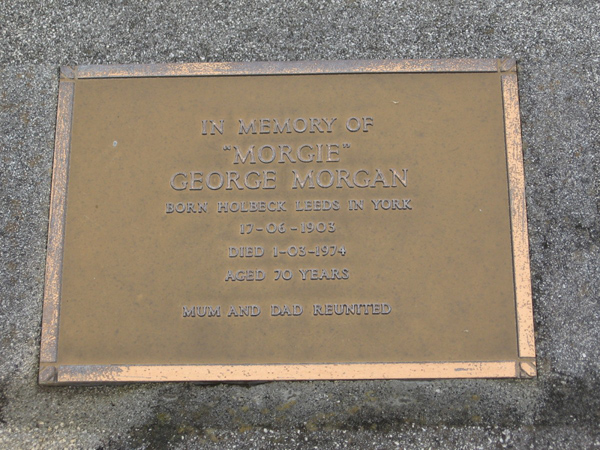 IN MEMORY OF
"MORGIE"
GEORGE MORGAN
BORN HOLBECK LEEDS IN YORK
17-06-1903
DIED 1-03-1974
AGED 70 YEARS
MUM AND DAD REUNITED